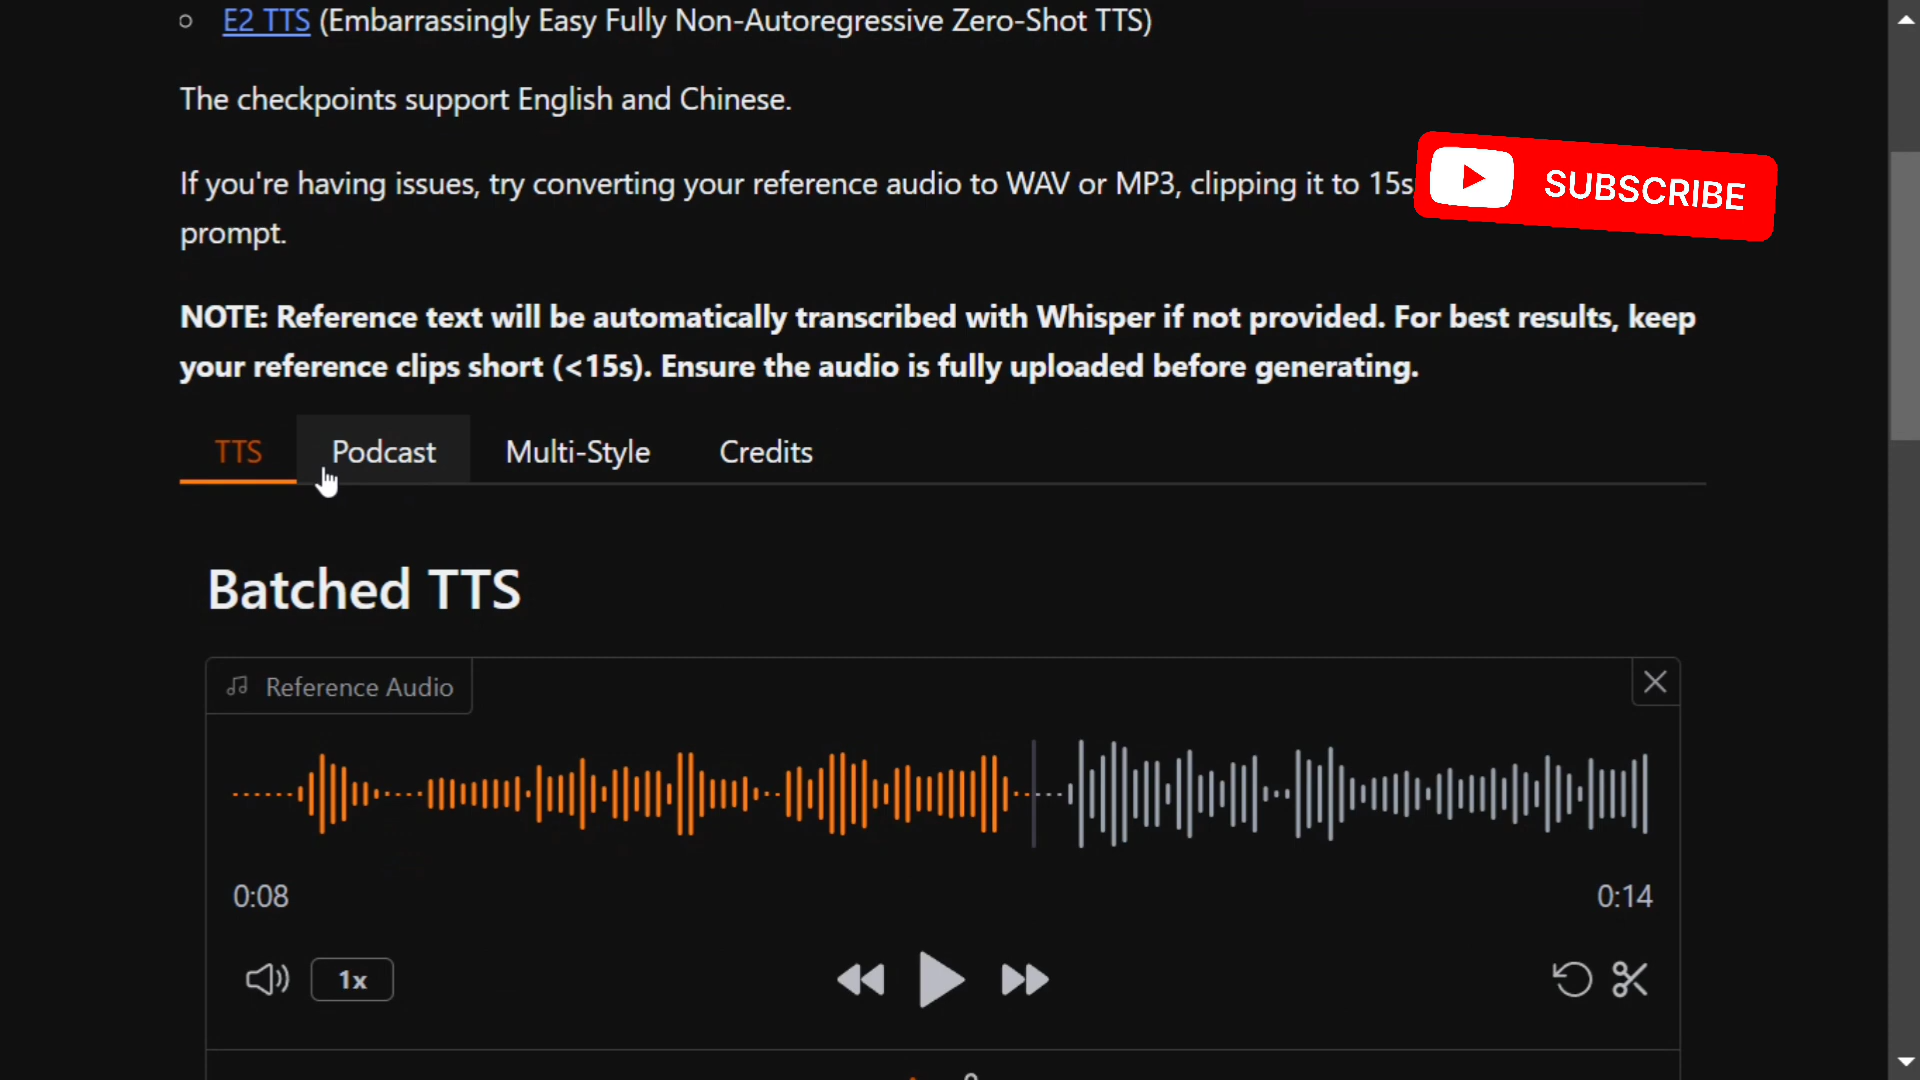 E2 TTS (Embarrassingly Easy Fully Non-Autoregressive Zero-Shot TTS)
The checkpoints support English and Chinese.
If you're having issues, try converting your reference audio to WAV or MP3, clipping it to 15s
SUBSCRIBE
prompt.
NOTE: Reference text will be automatically transcribed with Whisper if not provided. For best results, keep
your reference clips short (<15s). Ensure the audio is fully uploaded before generating.
TTS Podcast Multi-Style Credits
Batched TTS
Reference Audio
0:08 0:14
1x